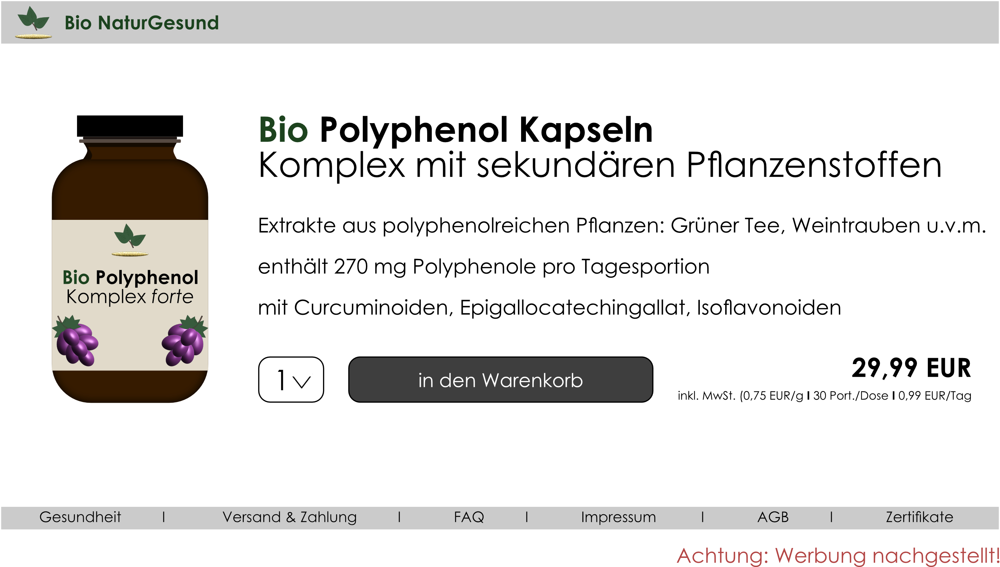 Bio NaturGesund
Bio Polyphenol Kapseln
Komplex mit sekundären Pflanzenstoffen
Extrakte aus polyphenolreichen Pflanzen: Grüner Tee, Weintrauben u.v.m.
enthält 270 mg Polyphenole pro Tagesportion
mit Curcuminoiden, Epigallocatechingallat, Isoflavonoiden
Bio Polyphenol
Komplex forte
1
in den Warenkorb
29,99 EUR
inkl. MwSt. (0,75 EUR/g I 30 Port./Dose I 0,99 EUR/Tag
Gesundheit I Versand & Zahlung I FAQ I Impressum I AGB I Zertifikate
Achtung: Werbung nachgestellt!